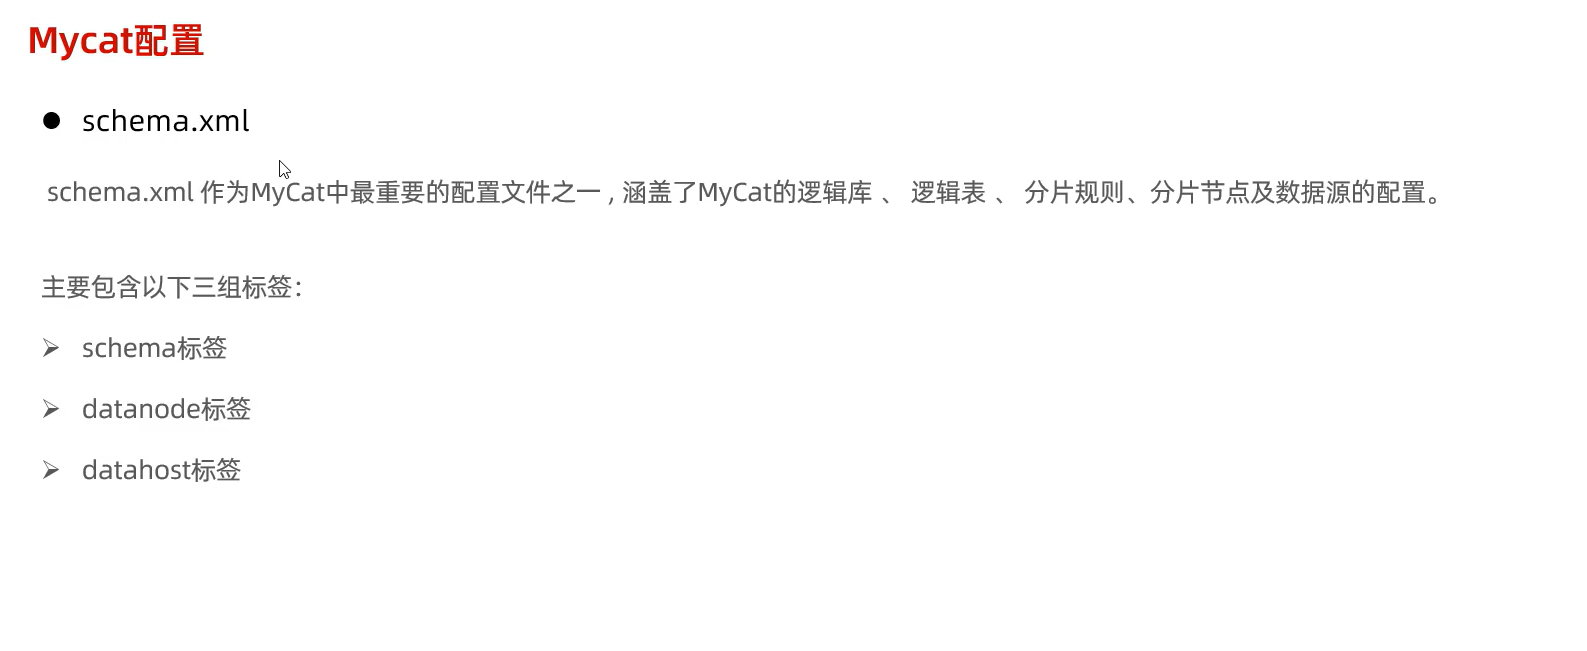 Mycat配置
schema.xml
schema.xml 作为MyCat中最重要的配置文件之一 , 涵盖了MyCat的逻辑库 、 逻辑表 、 分片规则、分片节点及数据源的配置。
主要包含以下三组标签：
schema标签
datanode标签
datahost标签